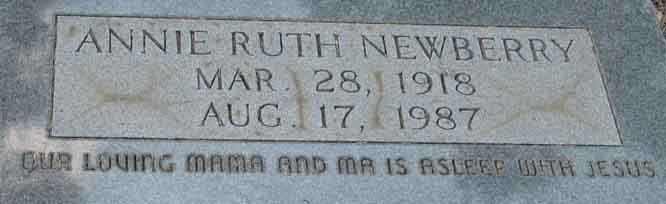 ANNIE RUTH NEWBERRY
MAR. 28, 1918
AUG. 17, 1987
OUR LOVING MAMA AND MA IS ASLEEP WITH JESUS